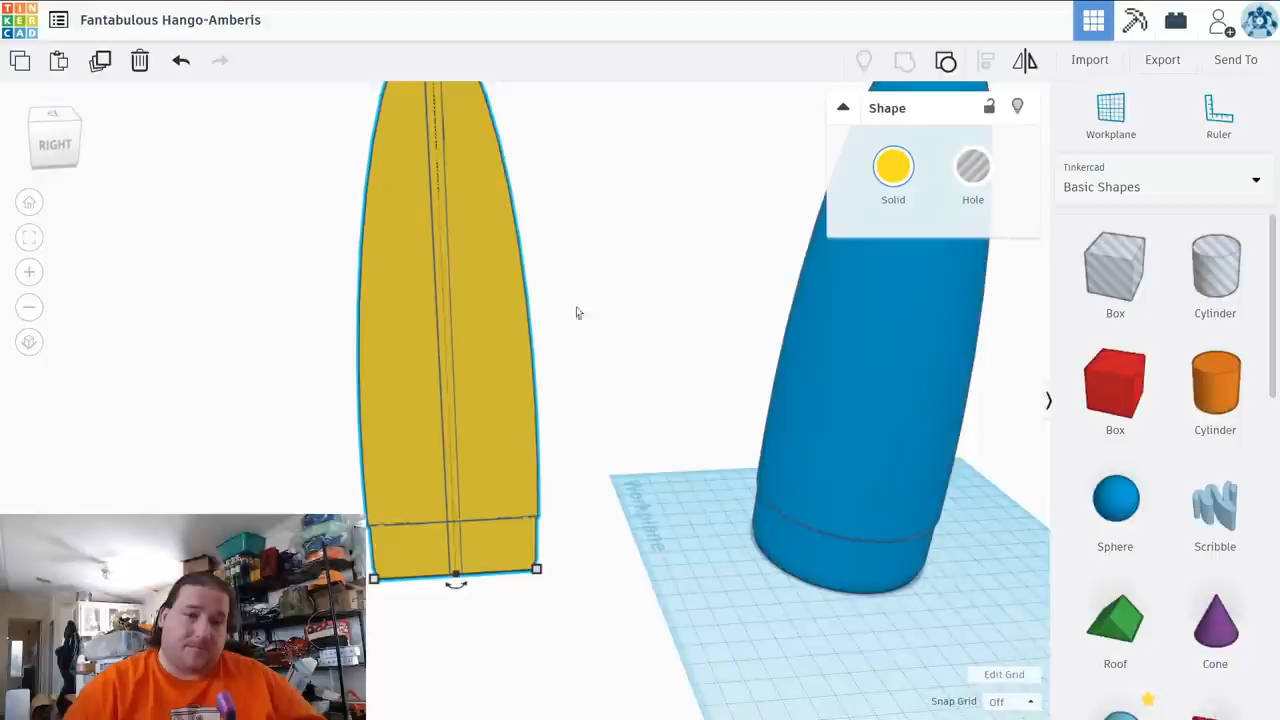 TIN
KER
CAD
Fantabulous Hango-Amberis
Import
Export
Send To
RIGHT
Shape
Solid
Hole
Workplane
Ruler
Tinkercad
Basic Shapes
Box
Cylinder
Box
Cylinder
Sphere
Scribble
Roof
Cone
Workplane
Edit Grid
Snap Grid
Off